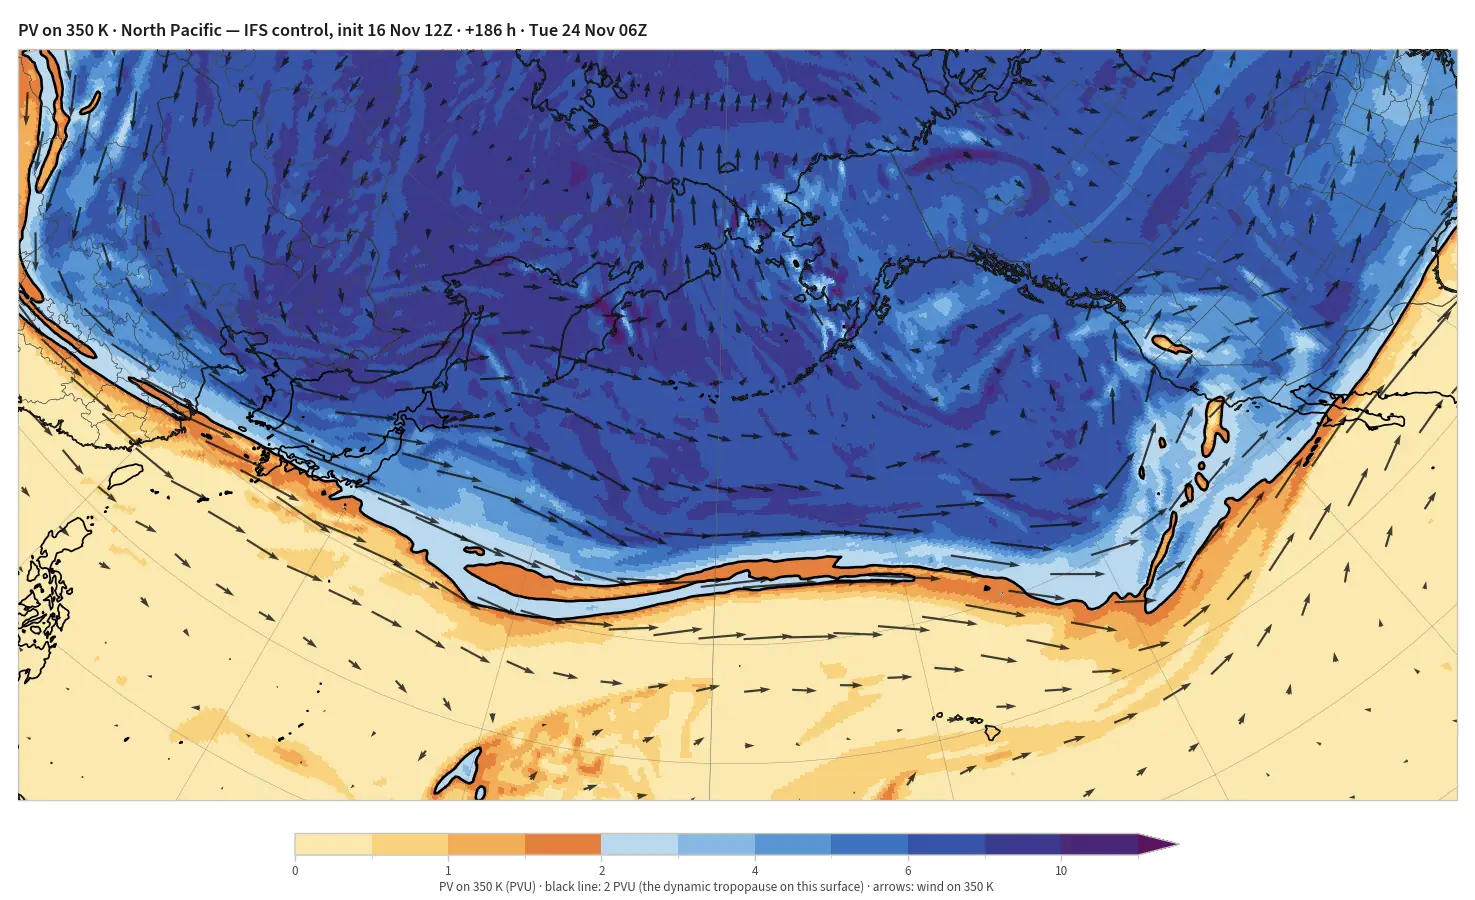 PV on 350 K · North Pacific — IFS control, init 16 Nov 12Z · +186 h · Tue 24 Nov 06Z
0 1 2 4 6 10
PV on 350 K (PVU) · black line: 2 PVU (the dynamic tropopause on this surface) · arrows: wind on 350 K